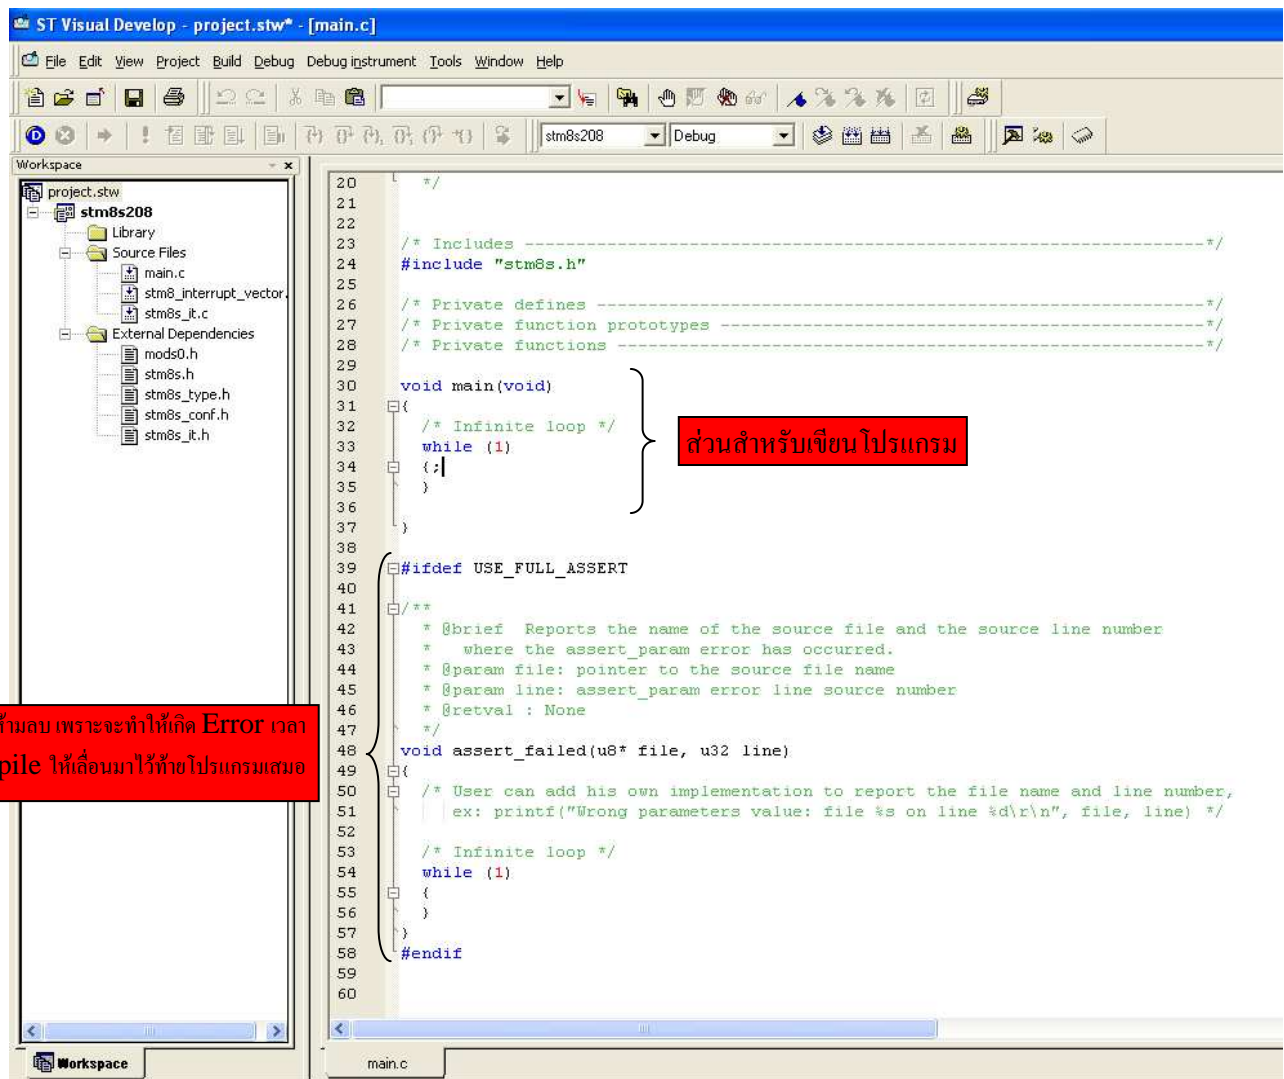 ST Visual Develop - project.stw* - [main.c]
File Edit View Project Build Debug Debug instrument Tools Window Help
stm8s208 Debug
Workspace
project.stw
stm8s208
Library
Source Files
main.c
stm8_interrupt_vector.
stm8s_it.c
External Dependencies
mods0.h
stm8s.h
stm8s_type.h
stm8s_conf.h
stm8s_it.h
20 */
21
22
23 /* Includes ------------------------------------------------------------------*/
24 #include "stm8s.h"
25
26 /* Private defines -----------------------------------------------------------*/
27 /* Private function prototypes -----------------------------------------------*/
28 /* Private functions ---------------------------------------------------------*/
29
30 void main(void)
31 {
32 /* Infinite loop */
33 while (1)
34 {;
35 }
36
37 }
38
39 #ifdef USE_FULL_ASSERT
40
41 /**
42 * @brief Reports the name of the source file and the source line number
43 * where the assert_param error has occurred.
44 * @param file: pointer to the source file name
45 * @param line: assert_param error line source number
46 * @retval : None
47 */
48 void assert_failed(u8* file, u32 line)
49 {
50 /* User can add his own implementation to report the file name and line number,
51 ex: printf("Wrong parameters value: file %s on line %d\r\n", file, line) */
52
53 /* Infinite loop */
54 while (1)
55 {
56 }
57 }
58 #endif
59
60
ส่วนสำหรับเขียนโปรแกรม
ห้ามลบ เพราะจะทำให้เกิด Error เวลา
pile ให้เลื่อนมาไว้ท้ายโปรแกรมเสมอ
Workspace
main.c